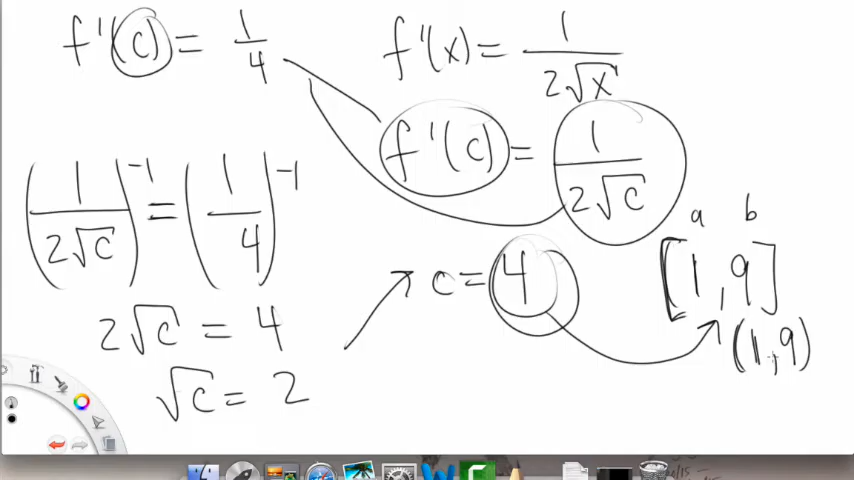 f'(c) = 1/4
f'(x) = 1/(2√x)
f'(c) = 1/(2√c)
(1/(2√c))^-1 = (1/4)^-1
2√c = 4
√c = 2
c = 4
a b
[1, 9]
(1, 9)